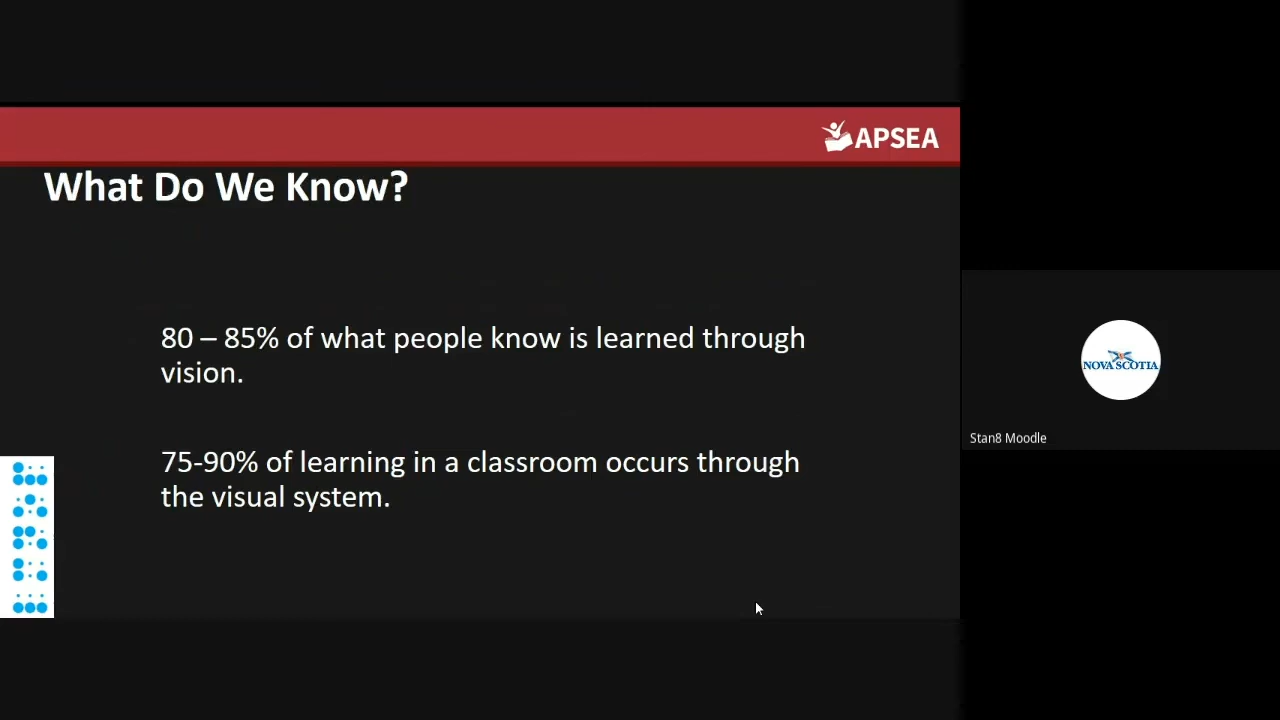 APSEA
What Do We Know?
80 – 85% of what people know is learned through
vision.
75-90% of learning in a classroom occurs through
the visual system.
NOVA SCOTIA
Stan8 Moodle